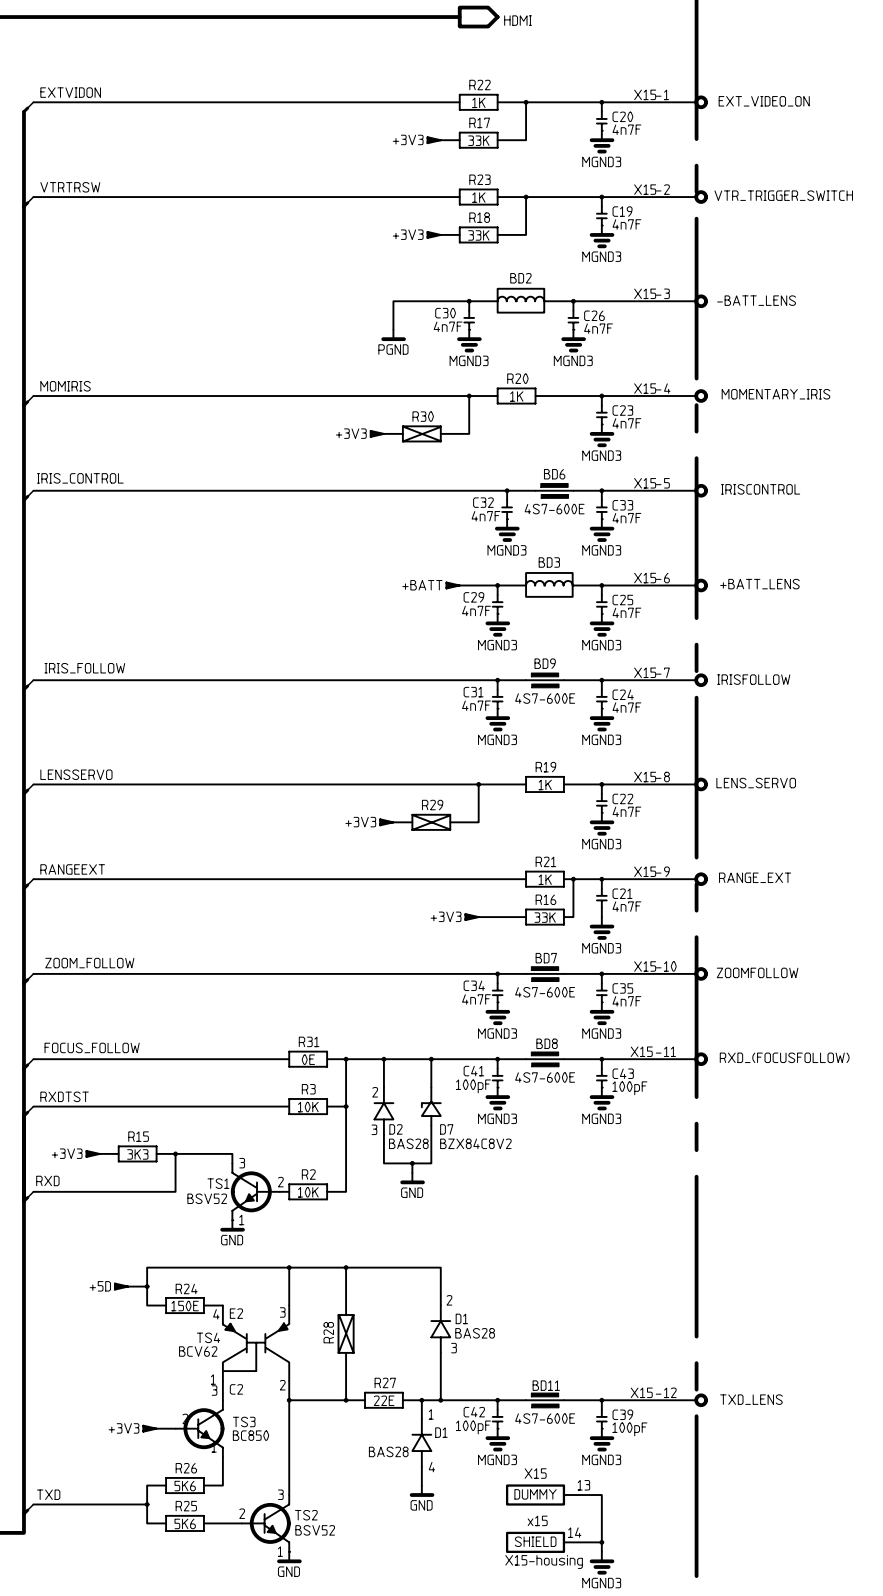 HDMI
EXTVIDON
R22
1K
X15-1
EXT_VIDEO_ON
R17
+3V3
33K
C20
4n7F
MGND3
VTRTRSW
R23
1K
X15-2
VTR_TRIGGER_SWITCH
R18
+3V3
33K
C19
4n7F
MGND3
BD2
X15-3
-BATT_LENS
C30
4n7F
C26
4n7F
PGND
MGND3
MGND3
MOMIRIS
R20
1K
X15-4
MOMENTARY_IRIS
R30
+3V3
C23
4n7F
MGND3
IRIS_CONTROL
BD6
X15-5
IRISCONTROL
C32
4n7F
4S7-600E
C33
4n7F
MGND3
MGND3
BD3
+BATT
X15-6
+BATT_LENS
C29
4n7F
C25
4n7F
MGND3
MGND3
IRIS_FOLLOW
BD9
X15-7
IRISFOLLOW
C31
4n7F
4S7-600E
C24
4n7F
MGND3
MGND3
LENSSERVO
R19
1K
X15-8
LENS_SERVO
R29
+3V3
C22
4n7F
MGND3
RANGEEXT
R21
1K
X15-9
RANGE_EXT
R16
+3V3
33K
C21
4n7F
MGND3
ZOOM_FOLLOW
BD7
X15-10
ZOOMFOLLOW
C34
4n7F
4S7-600E
C35
4n7F
MGND3
MGND3
FOCUS_FOLLOW
R31
0E
BD8
X15-11
RXD_(FOCUSFOLLOW)
C41
100pF
4S7-600E
C43
100pF
MGND3
MGND3
RXDTST
R3
10K
2
3
D2
BAS28
D7
BZX84C8V2
GND
R15
+3V3
3K3
RXD
3
TS1
BSV52
2
R2
10K
1
GND
+5D
R24
150E
4
E2
3
TS4
BCV62
1
3
C2
2
R28
2
D1
BAS28
3
R27
22E
BD11
X15-12
TXD_LENS
C42
100pF
4S7-600E
C39
100pF
MGND3
MGND3
1
D1
BAS28
4
GND
+3V3
2
TS3
BC850
1
R26
5K6
TXD
R25
5K6
2
3
TS2
BSV52
1
GND
X15
DUMMY
13
x15
SHIELD
14
X15-housing
MGND3